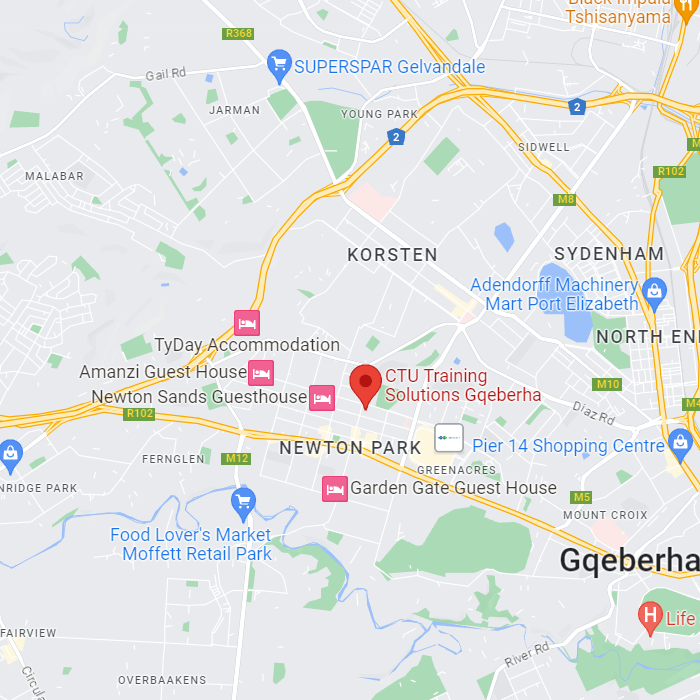 Black Impala
Tshisanyama
R368
SUPERSPAR Gelvandale
Gail Rd
JARMAN
YOUNG PARK
2
2
SIDWELL
MALABAR
R102
M8
KORSTEN
SYDENHAM
Adendorff Machinery
Mart Port Elizabeth
NORTH EN
TyDay Accommodation
Amanzi Guest House
CTU Training
Solutions Gqeberha
Newton Sands Guesthouse
M10
R102
Diaz Rd
M4
NEWTON PARK
Pier 14 Shopping Centre
FERNGLEN
M12
GREENACRES
NRIDGE PARK
Garden Gate Guest House
M5
MOUNT CROIX
Food Lover's Market
Moffett Retail Park
Gqeberha
H
Life
FAIRVIEW
River Rd
Circula
OVERBAAKENS